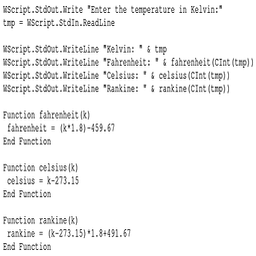 WScript.StdOut.Write "Enter the temperature in Kelvin:"
tmp = WScript.StdIn.ReadLine
WScript.StdOut.WriteLine "Kelvin: " & tmp
WScript.StdOut.WriteLine "Fahrenheit: " & fahrenheit(CInt(tmp))
WScript.StdOut.WriteLine "Celsius: " & celsius(CInt(tmp))
WScript.StdOut.WriteLine "Rankine: " & rankine(CInt(tmp))
Function fahrenheit(k)
fahrenheit = (k*1.8)-459.67
End Function
Function celsius(k)
celsius = k-273.15
End Function
Function rankine(k)
rankine = (k-273.15)*1.8+491.67
End Function